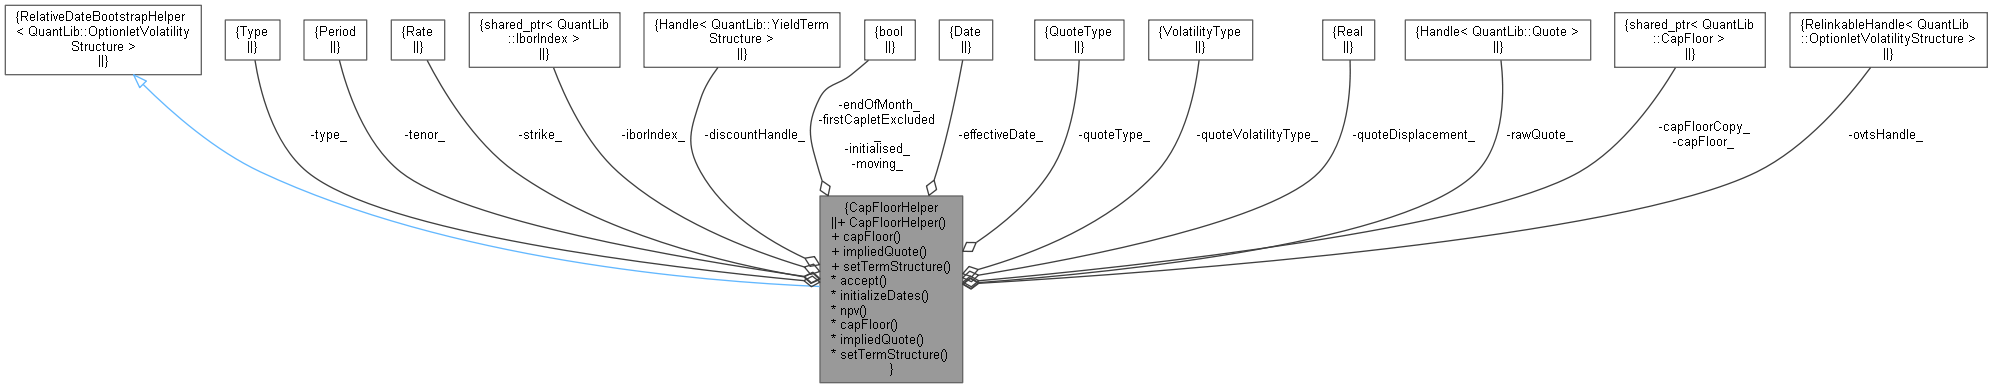 {RelativeDateBootstrapHelper
< QuantLib::OptionletVolatility
Structure >
||}
{Type
||}
{Period
||}
{Rate
||}
{shared_ptr< QuantLib
::IborIndex >
||}
{Handle< QuantLib::YieldTerm
Structure >
||}
{bool
||}
{Date
||}
{QuoteType
||}
{VolatilityType
||}
{Real
||}
{Handle< QuantLib::Quote >
||}
{shared_ptr< QuantLib
::CapFloor >
||}
{RelinkableHandle< QuantLib
::OptionletVolatilityStructure >
||}
-type_
-tenor_
-strike_
-iborIndex_
-discountHandle_
-endOfMonth_
-firstCapletExcluded
_
-initialised_
-moving_
-effectiveDate_
-quoteType_
-quoteVolatilityType_
-quoteDisplacement_
-rawQuote_
-capFloorCopy_
-capFloor_
-ovtsHandle_
{CapFloorHelper
||+ CapFloorHelper()
+ capFloor()
+ impliedQuote()
+ setTermStructure()
* accept()
* initializeDates()
* npv()
* capFloor()
* impliedQuote()
* setTermStructure()
}